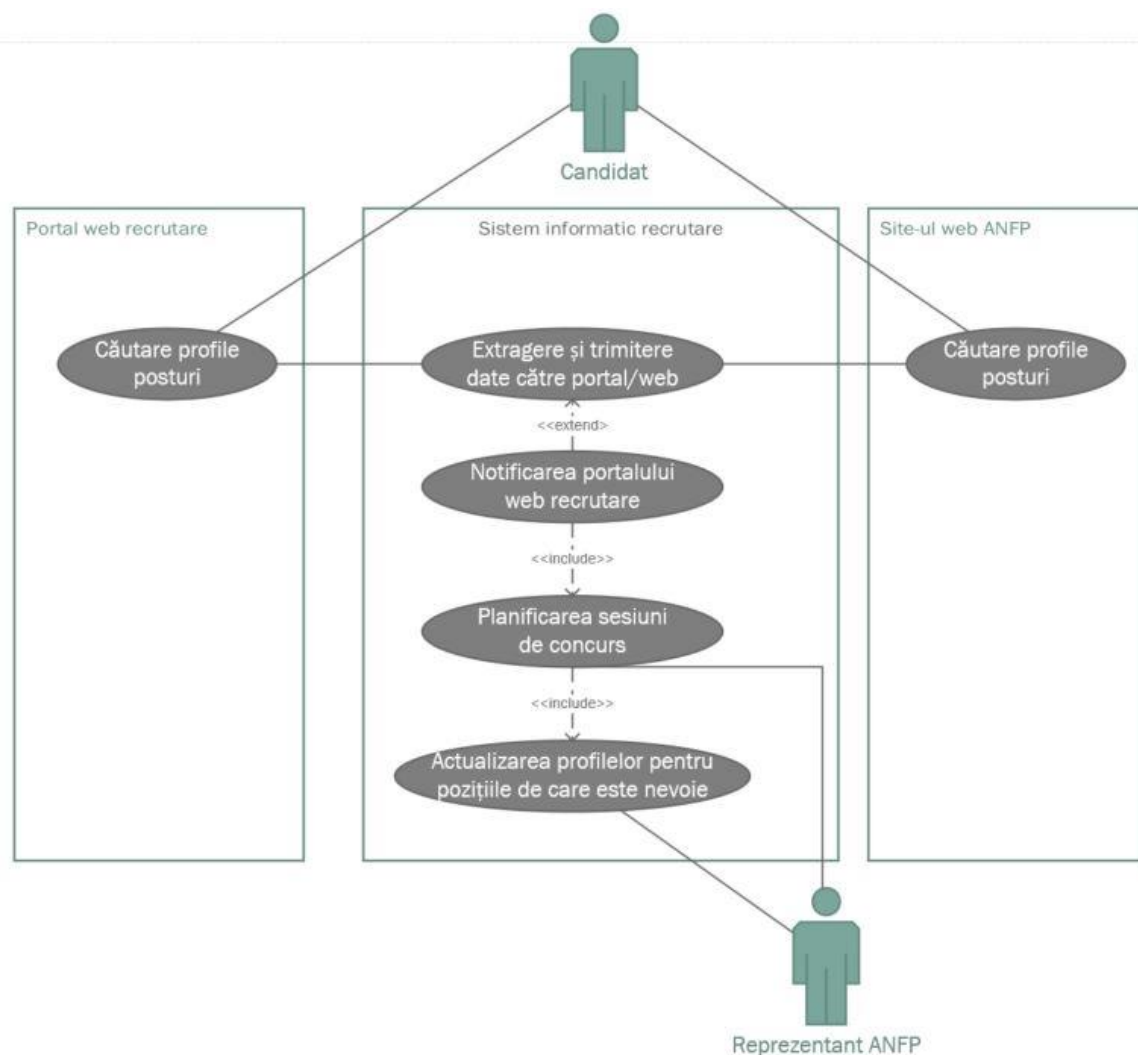 Candidat
Portal web recrutare
Sistem informatic recrutare
Site-ul web ANFP
Căutare profile
posturi
Extragere și trimitere
date către portal/web
Căutare profile
posturi
<<extend>
Notificarea portalului
web recrutare
<<include>>
Planificarea sesiuni
de concurs
<<include>>
Actualizarea profilelor pentru
pozițiile de care este nevoie
Reprezentant ANFP